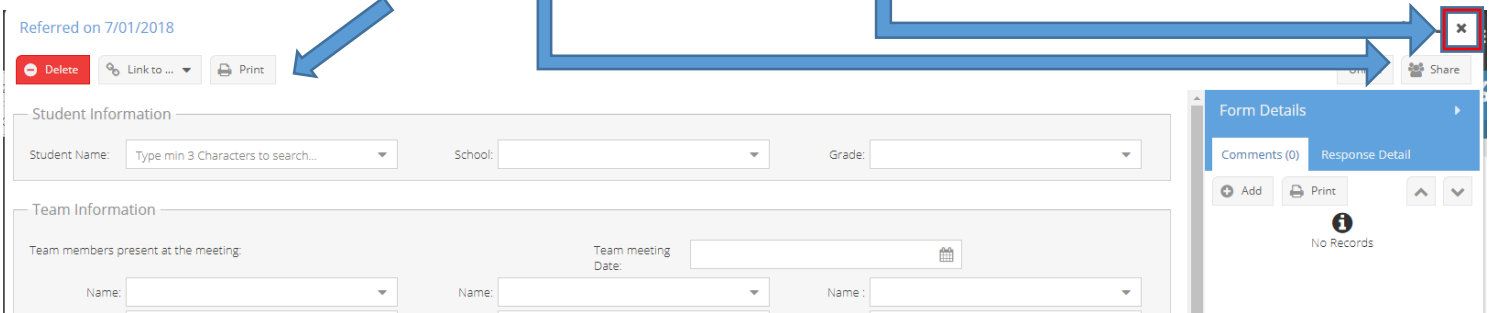 Referred on 7/01/2018
Delete Link to ... Print Share
Student Information
Student Name: Type min 3 Characters to search... School: Grade:
Team Information
Team members present at the meeting: Team meeting
Date:
Name: Name: Name :
Form Details
Comments (0) Response Detail
Add Print
No Records